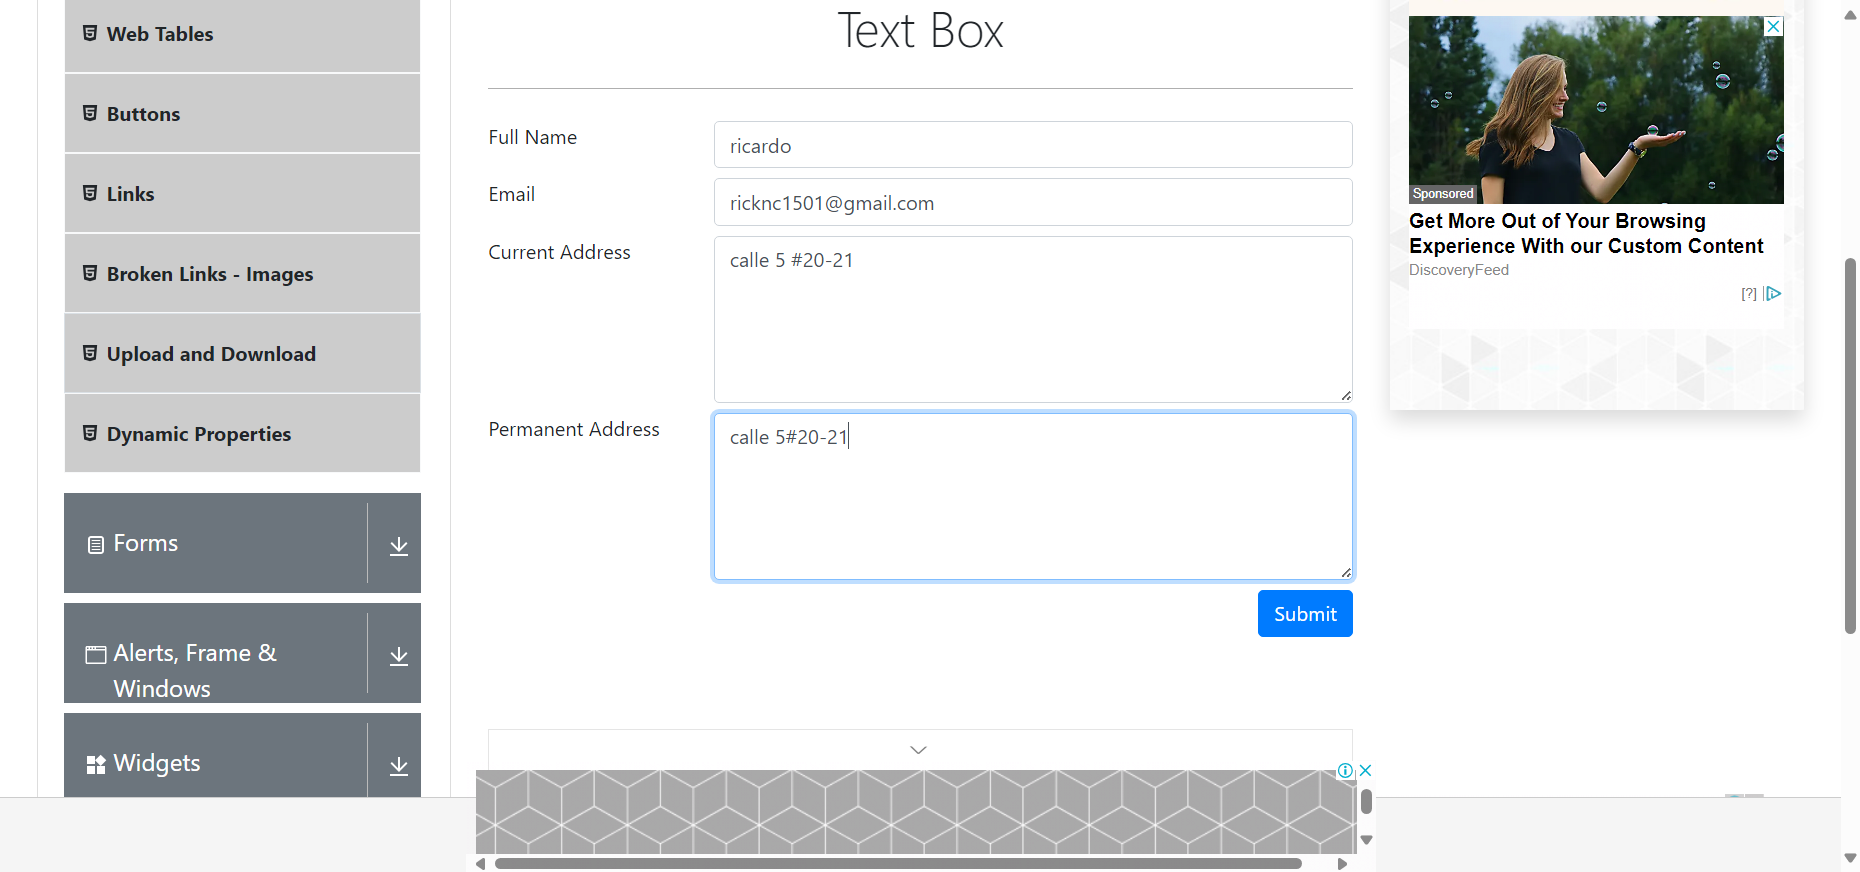 Web Tables
Buttons
Links
Broken Links - Images
Upload and Download
Dynamic Properties
Forms
Alerts, Frame &
Windows
Widgets
Text Box
Full Name
ricardo
Email
ricknc1501@gmail.com
Current Address
calle 5 #20-21
Permanent Address
calle 5#20-21
Submit
Sponsored
Get More Out of Your Browsing
Experience With our Custom Content
DiscoveryFeed
[?]